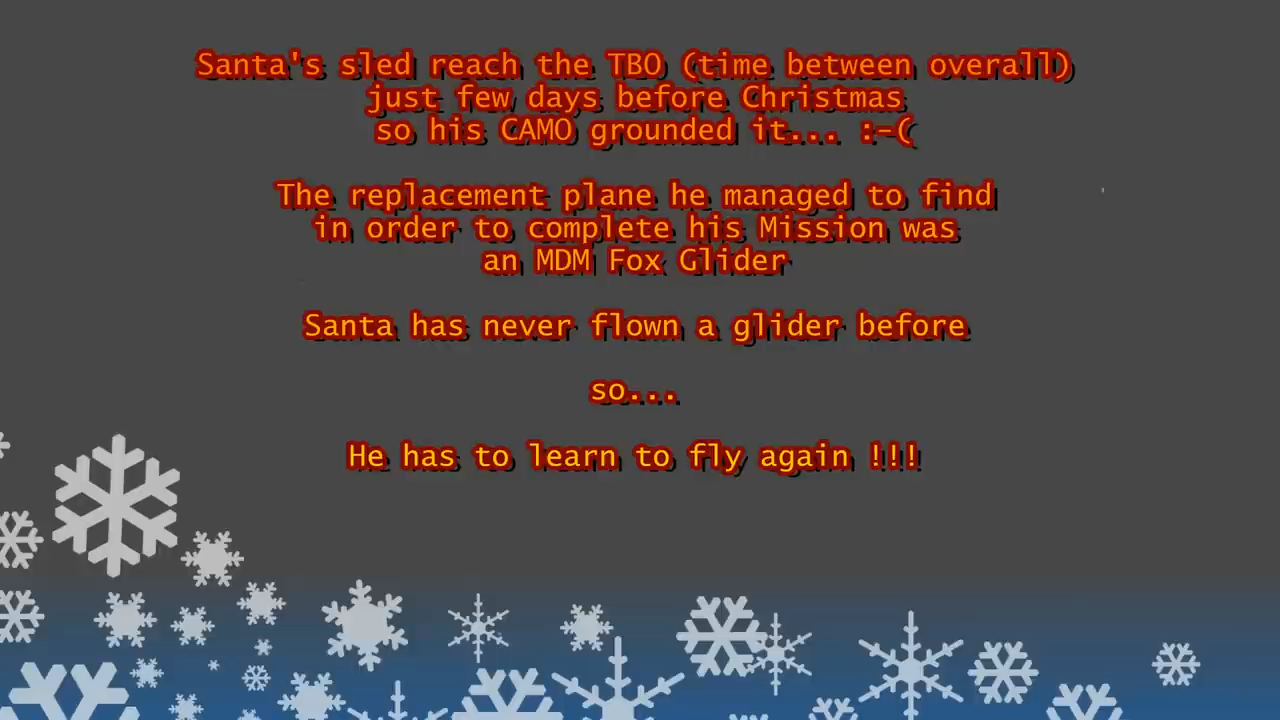 Santa's sled reach the TBO (time between overall)
just few days before Christmas
so his CAMO grounded it... :-(
The replacement plane he managed to find
in order to complete his Mission was
an MDM Fox Glider
Santa has never flown a glider before
so...
He has to learn to fly again !!!